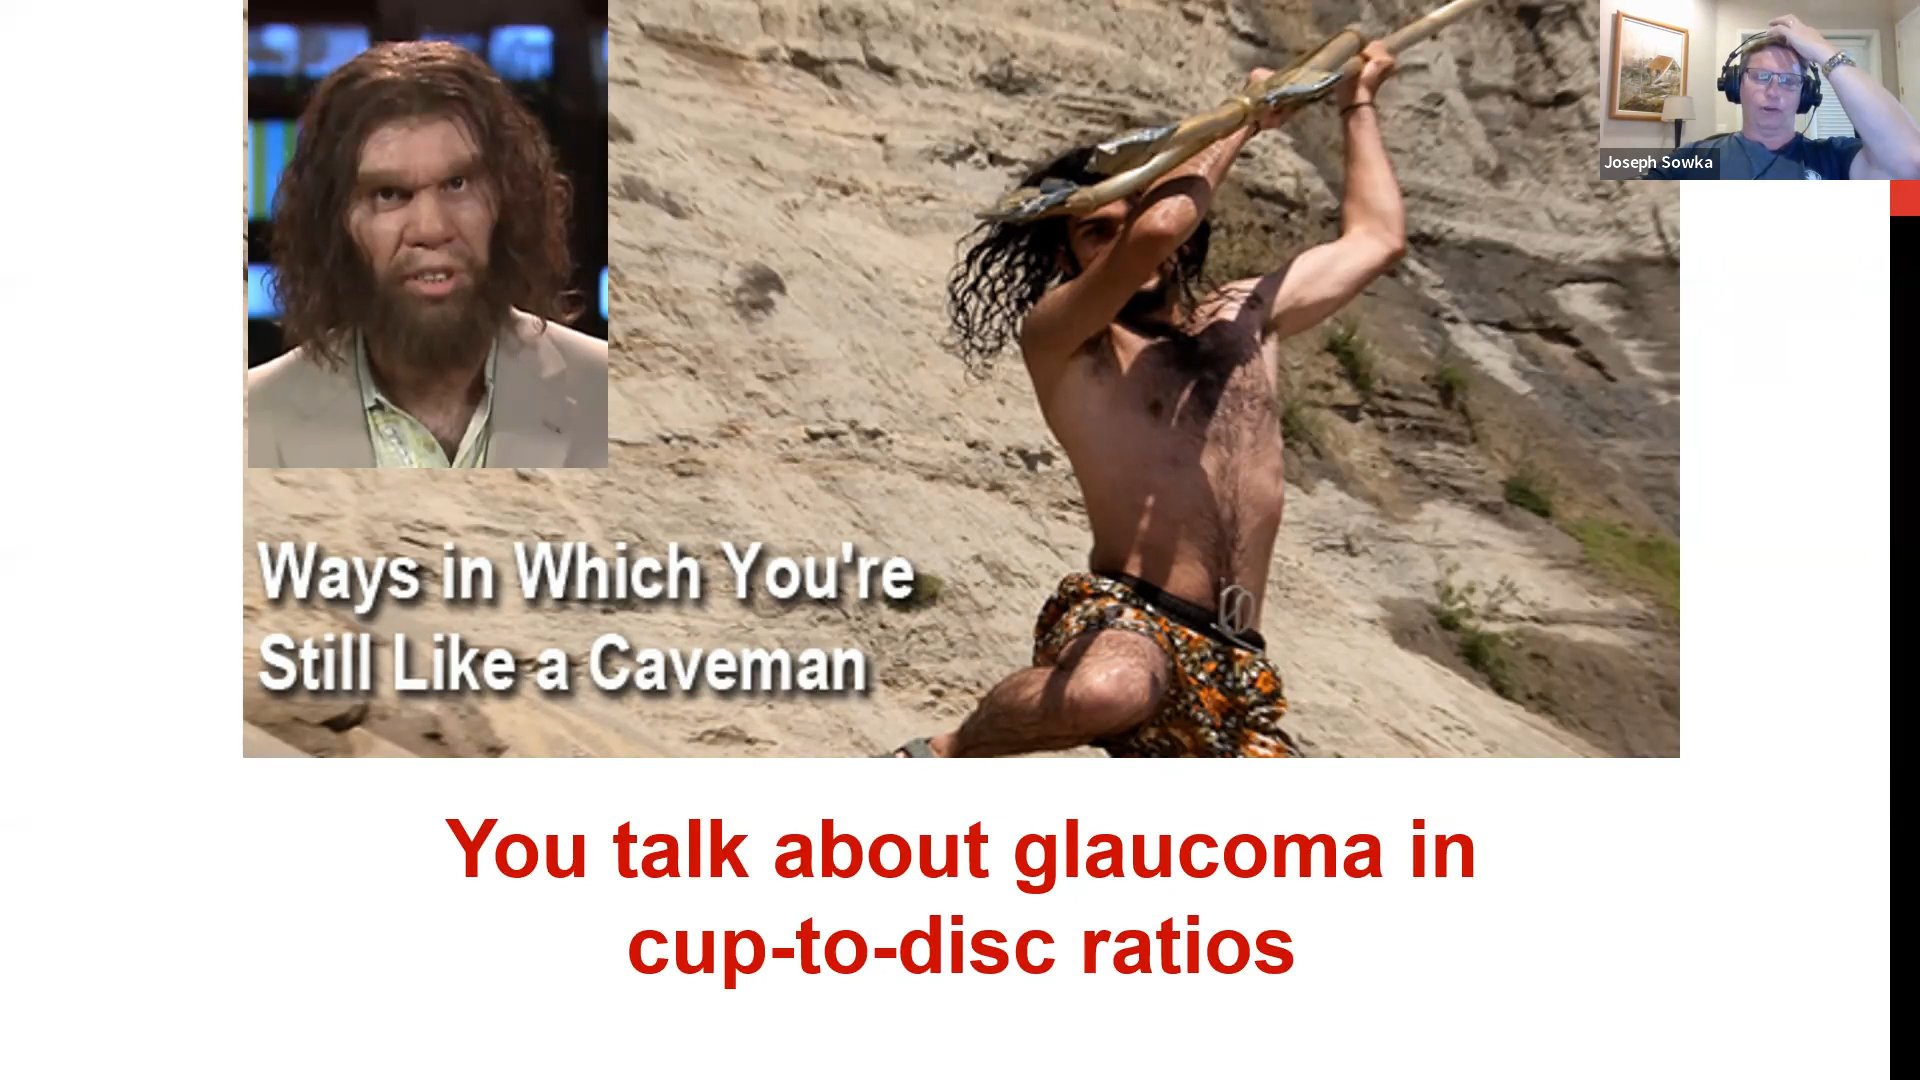 Joseph Sowka
Ways in Which You're
Still Like a Caveman
You talk about glaucoma in
cup-to-disc ratios